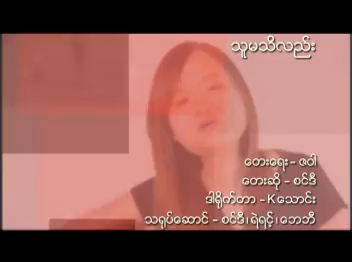 သူမသိလည်း
တေးရေး - ဇဝါ
တေးဆို - စင်ဒီ
ဒါရိုက်တာ - Kသောင်း
သရုပ်ဆောင် - စင်ဒီ၊ ရဲရင့်၊ ဘေဘီ